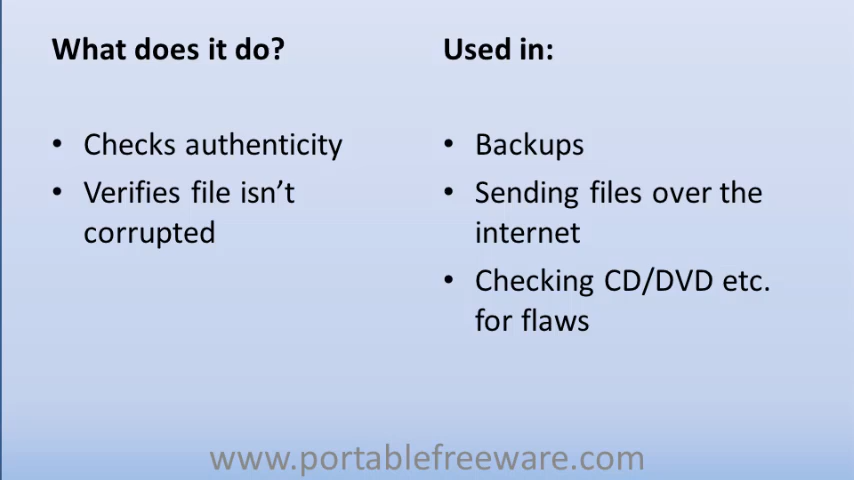 What does it do?
• Checks authenticity
• Verifies file isn’t
corrupted
Used in:
• Backups
• Sending files over the
internet
• Checking CD/DVD etc.
for flaws
www.portablefreeware.com